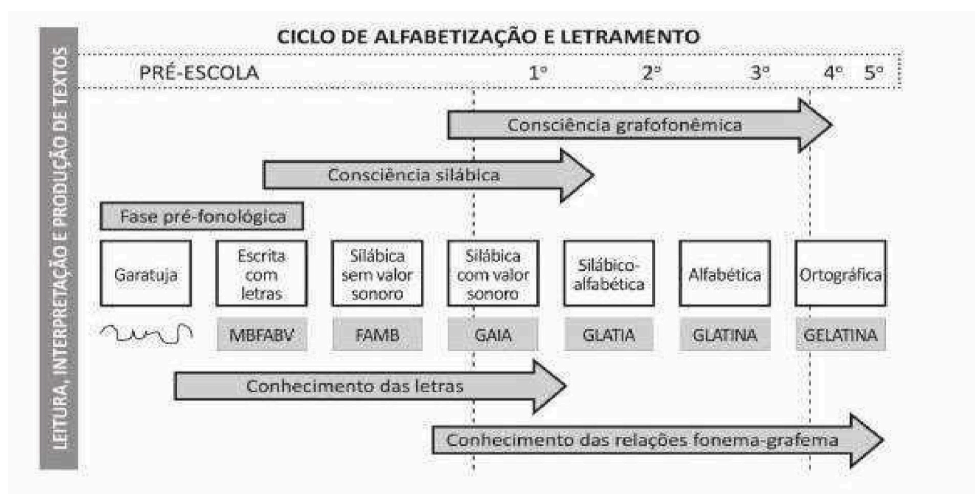 CICLO DE ALFABETIZAÇÃO E LETRAMENTO
PRÉ-ESCOLA 1º 2º 3º 4º 5º
LEITURA, INTERPRETAÇÃO E PRODUÇÃO DE TEXTOS
Consciência grafofonêmica
Consciência silábica
Fase pré-fonológica
Garatuja
Escrita
com
letras
Silábica
sem valor
sonoro
Silábica
com valor
sonoro
Silábico-
alfabética
Alfabética
Ortográfica
MBFABV
FAMB
GAIA
GLATIA
GLATINA
GELATINA
Conhecimento das letras
Conhecimento das relações fonema-grafema